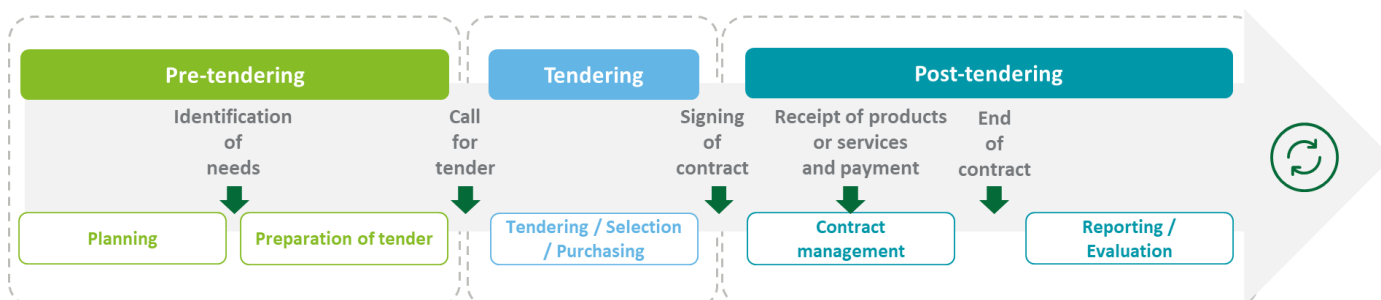 Pre-tendering
Tendering
Post-tendering
Identification
of
needs
Call
for
tender
Signing
of
contract
Receipt of products
or services
and payment
End
of
contract
Planning
Preparation of tender
Tendering / Selection
/ Purchasing
Contract
management
Reporting /
Evaluation